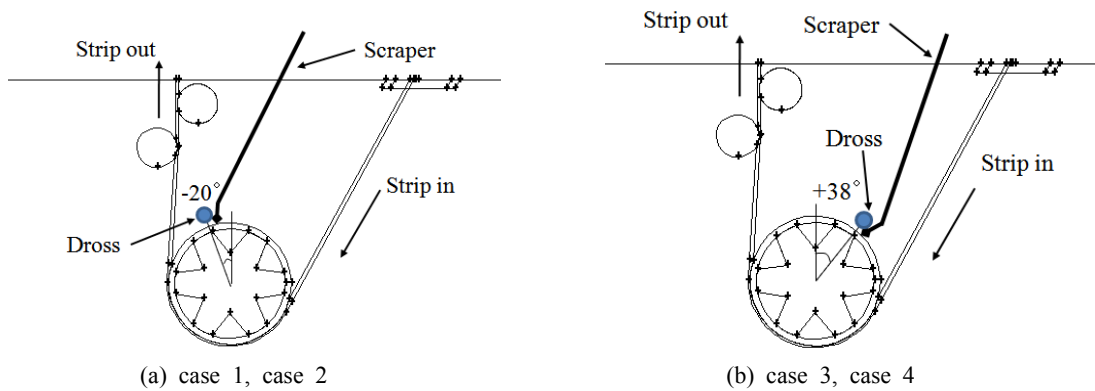 Strip out
Scraper
-20°
Strip in
Dross
(a) case 1, case 2
Strip out
Scraper
Dross
+38°
Strip in
(b) case 3, case 4